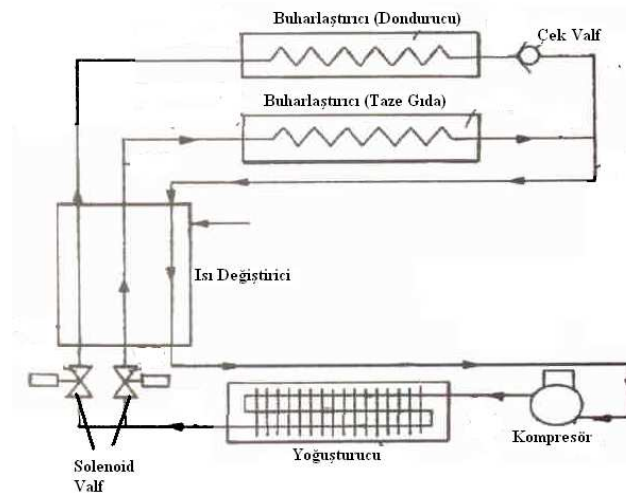 Buharlaştırıcı (Dondurucu)
Çek Valf
Buharlaştırıcı (Taze Gıda)
Isı Değiştirici
Kompresör
Yoğuşturucu
Solenoid
Valf